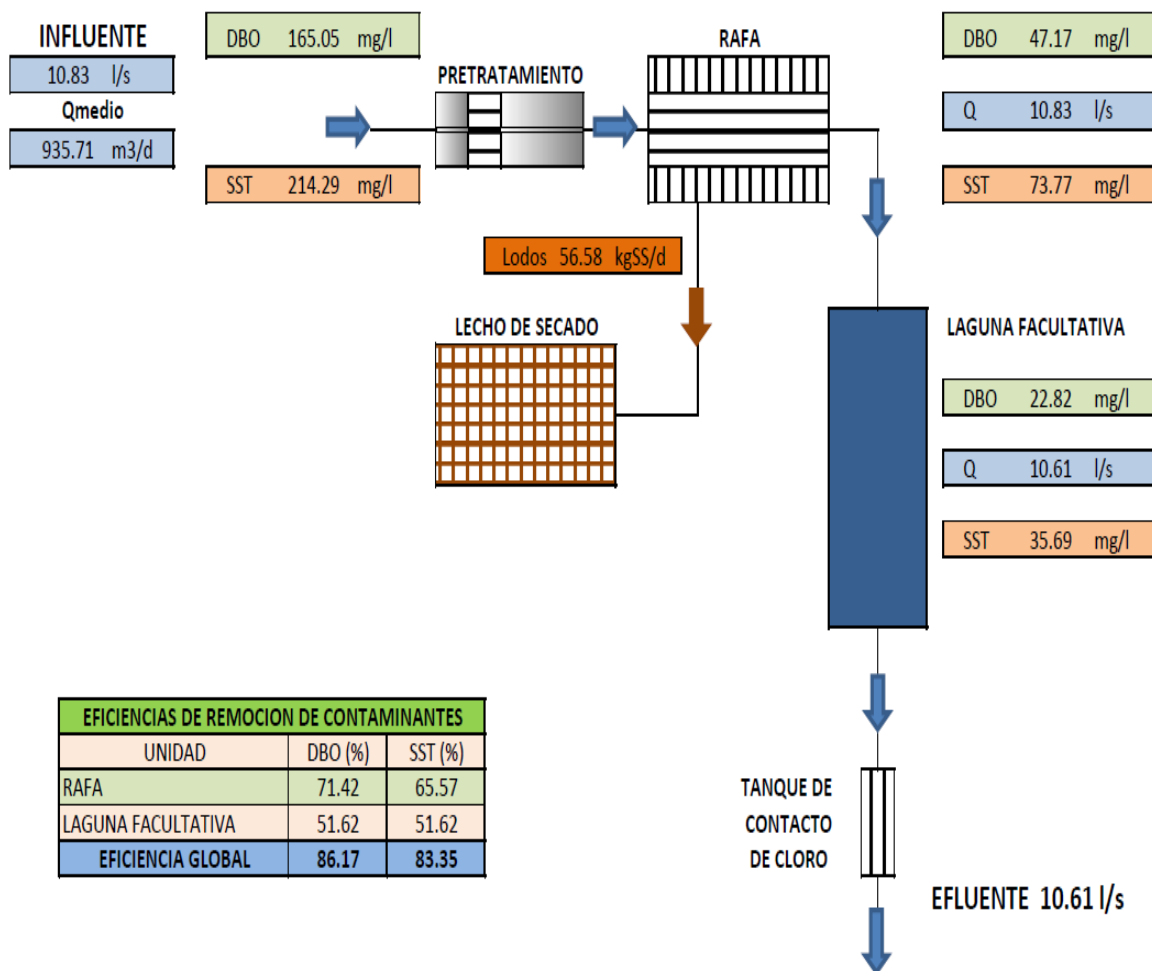 INFLUENTE
10.83 l/s
Qmedio
935.71 m3/d
DBO 165.05 mg/l
SST 214.29 mg/l
PRETRATAMIENTO
RAFA
DBO 47.17 mg/l
Q 10.83 l/s
SST 73.77 mg/l
Lodos 56.58 kgSS/d
LECHO DE SECADO
LAGUNA FACULTATIVA
DBO 22.82 mg/l
Q 10.61 l/s
SST 35.69 mg/l
EFICIENCIAS DE REMOCION DE CONTAMINANTES
UNIDAD DBO (%) SST (%)
RAFA 71.42 65.57
LAGUNA FACULTATIVA 51.62 51.62
EFICIENCIA GLOBAL 86.17 83.35
TANQUE DE
CONTACTO
DE CLORO
EFLUENTE 10.61 l/s